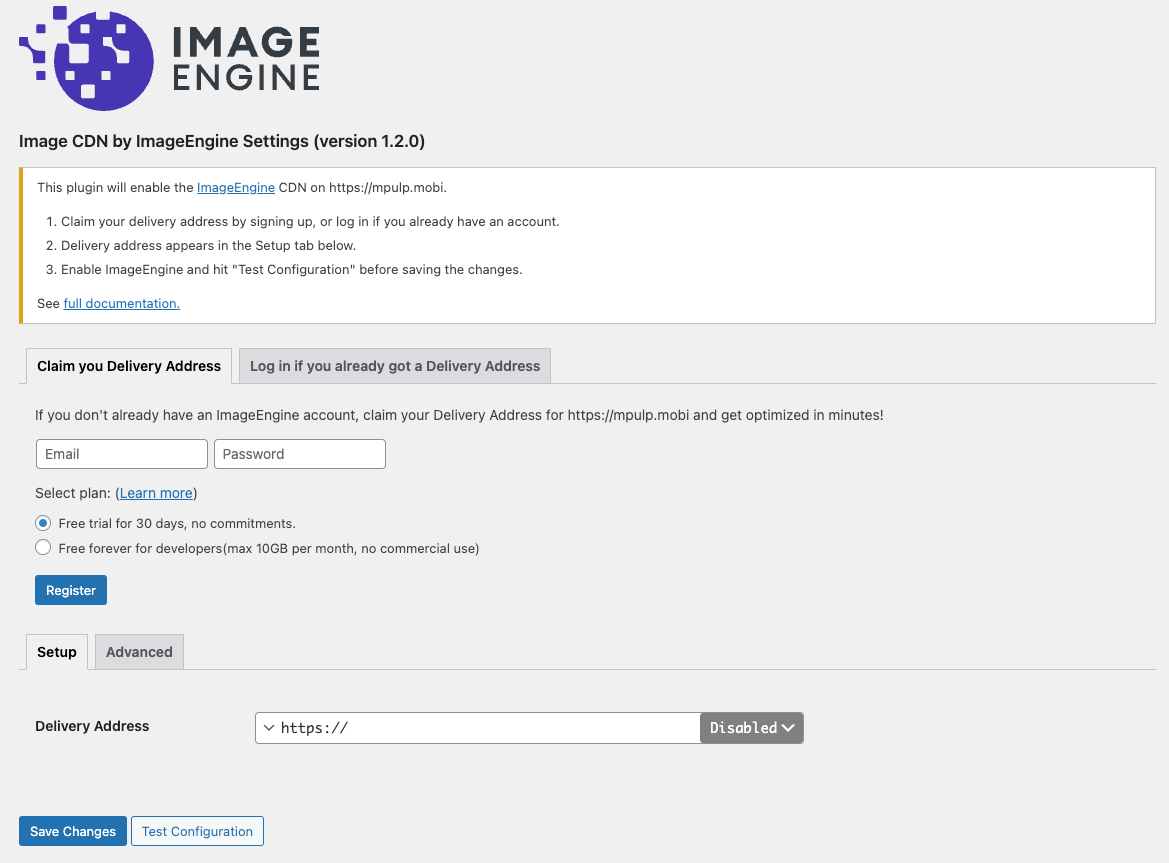 IMAGE
ENGINE
Image CDN by ImageEngine Settings (version 1.2.0)
This plugin will enable the ImageEngine CDN on https://mpulp.mobi.
1. Claim your delivery address by signing up, or log in if you already have an account.
2. Delivery address appears in the Setup tab below.
3. Enable ImageEngine and hit "Test Configuration" before saving the changes.
See full documentation.
Claim you Delivery Address
Log in if you already got a Delivery Address
If you don't already have an ImageEngine account, claim your Delivery Address for https://mpulp.mobi and get optimized in minutes!
Email
Password
Select plan: (Learn more)
Free trial for 30 days, no commitments.
Free forever for developers(max 10GB per month, no commercial use)
Register
Setup
Advanced
Delivery Address
https://
Disabled
Save Changes
Test Configuration